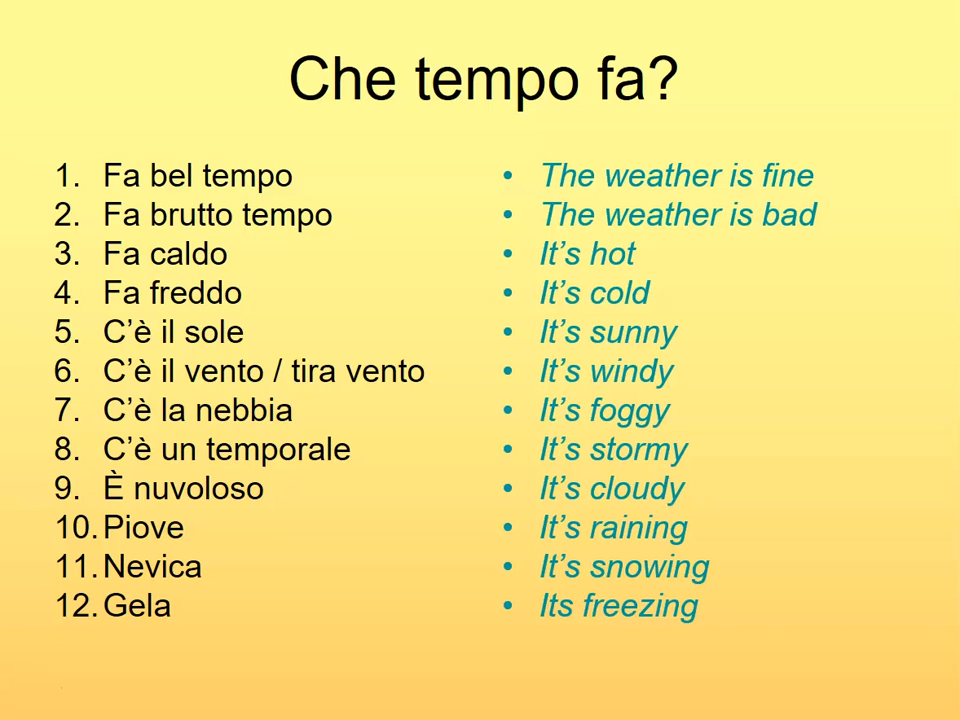 Che tempo fa?
1. Fa bel tempo
2. Fa brutto tempo
3. Fa caldo
4. Fa freddo
5. C’è il sole
6. C’è il vento / tira vento
7. C’è la nebbia
8. C’è un temporale
9. È nuvoloso
10. Piove
11. Nevica
12. Gela
• The weather is fine
• The weather is bad
• It’s hot
• It’s cold
• It’s sunny
• It’s windy
• It’s foggy
• It’s stormy
• It’s cloudy
• It’s raining
• It’s snowing
• Its freezing